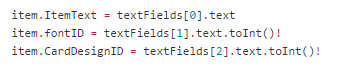 item.ItemText = textFields[0].text
item.fontID = textFields[1].text.toInt()!
item.CardDesignID = textFields[2].text.toInt()!